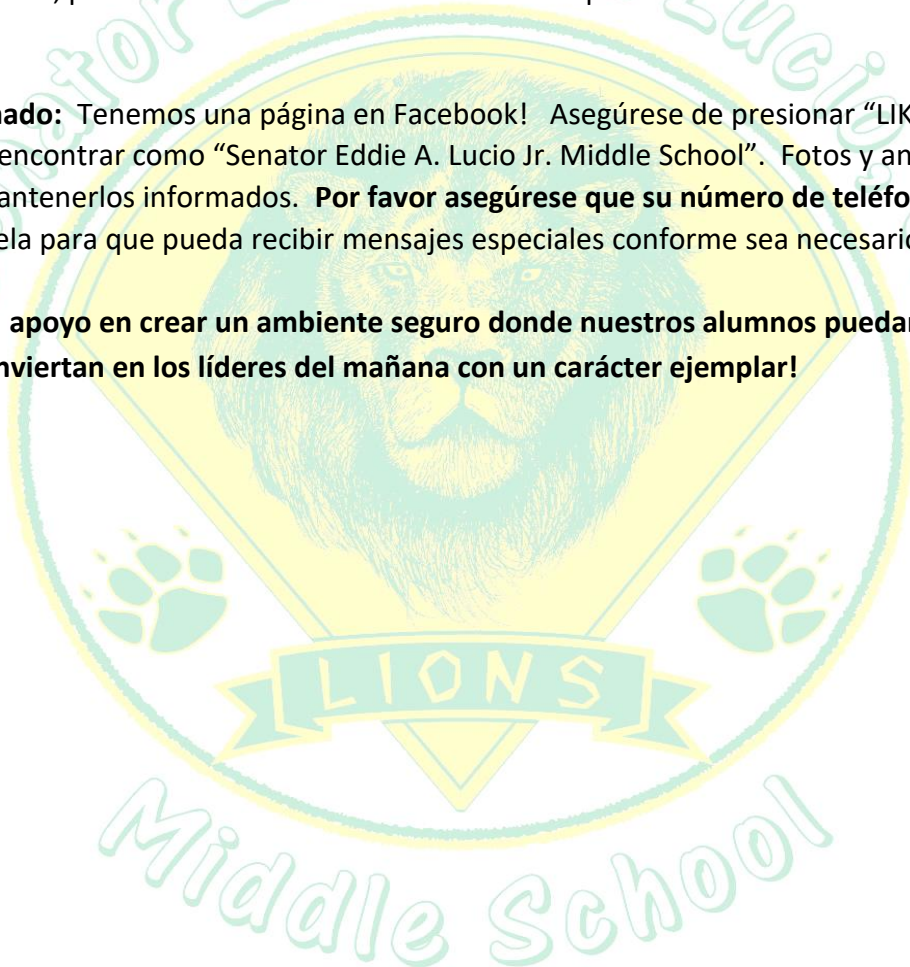 Senator Eddie A. Lucio
nado: Tenemos una página en Facebook! Asegúrese de presionar “LIK
encontrar como “Senator Eddie A. Lucio Jr. Middle School”. Fotos y an
antenerlos informados. Por favor asegúrese que su número de teléfo
ela para que pueda recibir mensajes especiales conforme sea necesario
apoyo en crear un ambiente seguro donde nuestros alumnos puedan
nviertan en los líderes del mañana con un carácter ejemplar!
LIONS
Middle School